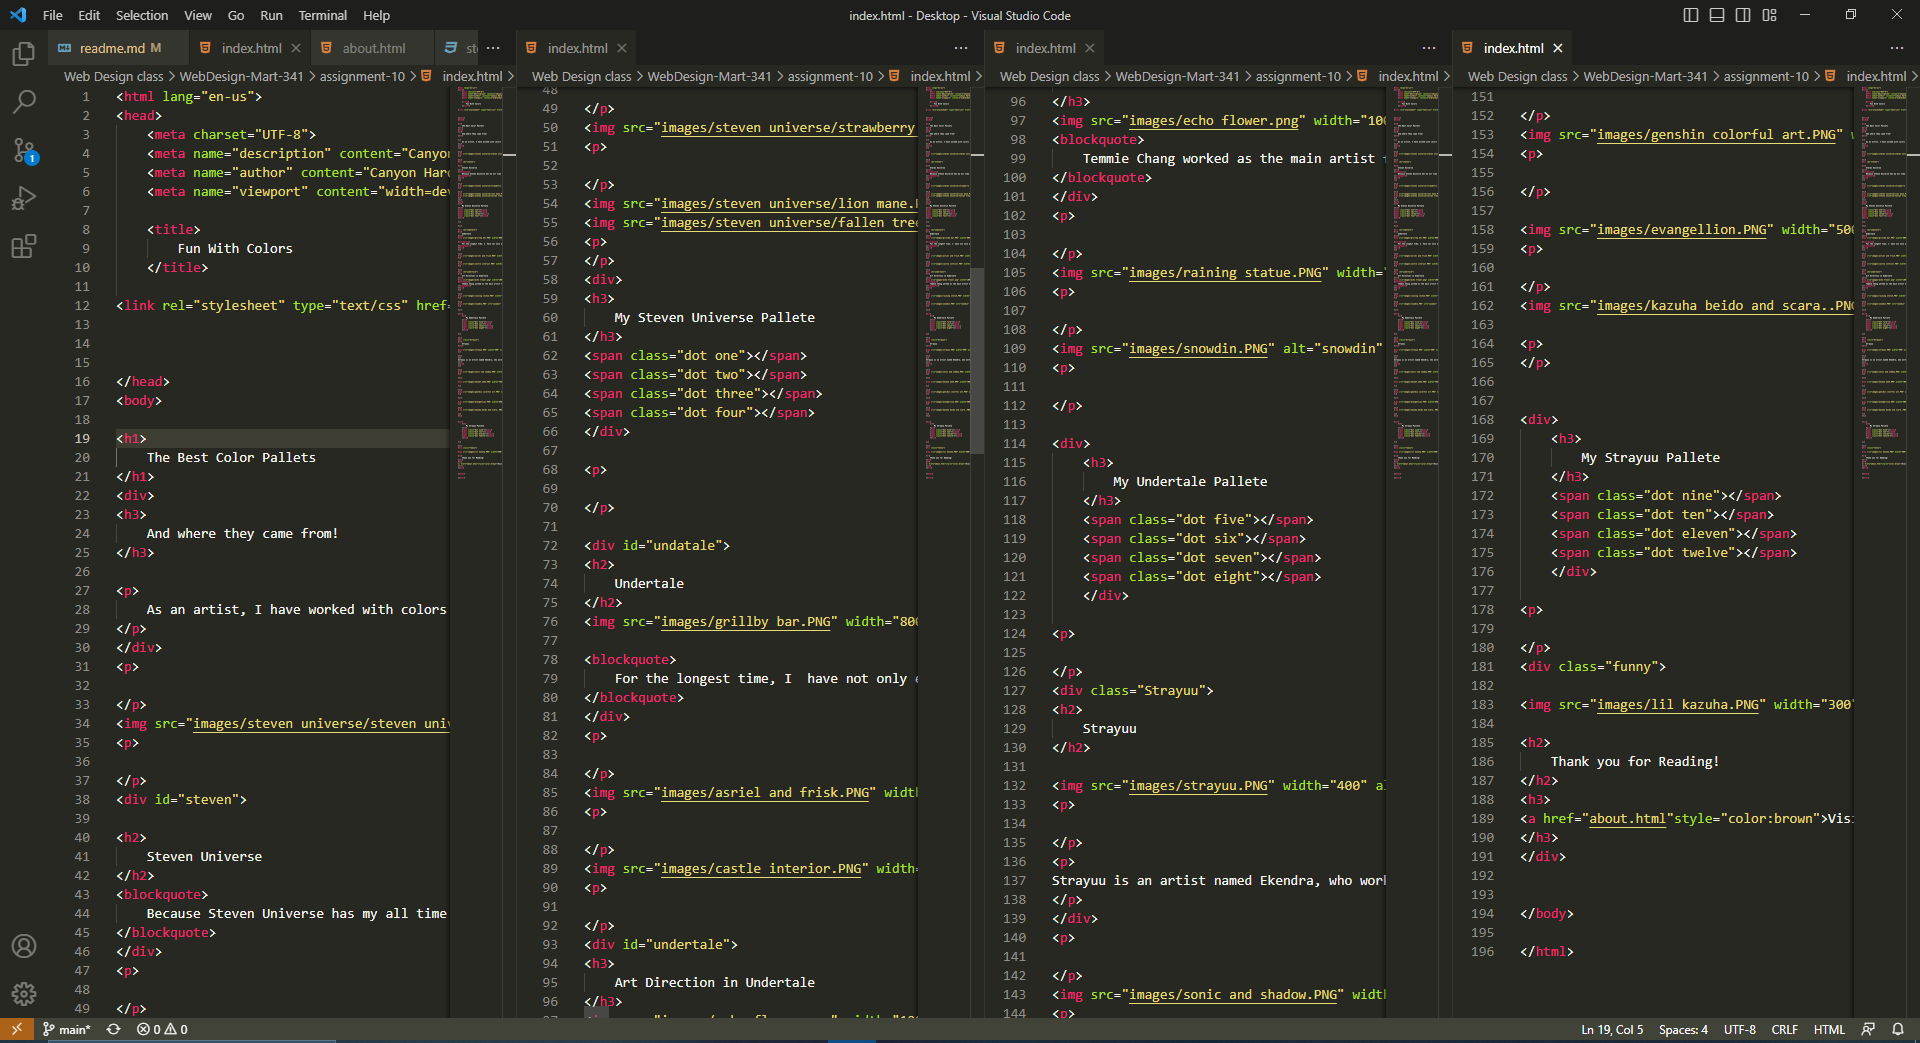 File Edit Selection View Go Run Terminal Help
index.html - Desktop - Visual Studio Code
readme.md M index.html about.html
Web Design class > WebDesign-Mart-341 > assignment-10 > index.html >
1 <html lang="en-us">
2 <head>
3 <meta charset="UTF-8">
4 <meta name="description" content="Canyon
5 <meta name="author" content="Canyon Har
6 <meta name="viewport" content="width=dev
7
8 <title>
9 Fun With Colors
10 </title>
11
12 <link rel="stylesheet" type="text/css" href=
13
14
15
16 </head>
17 <body>
18
19 <h1>
20 The Best Color Pallets
21 </h1>
22 <div>
23 <h3>
24 And where they came from!
25 </h3>
26
27 <p>
28 As an artist, I have worked with colors
29 </p>
30 </div>
31 <p>
32
33 </p>
34 <img src="images/steven universe/steven univ
35 <p>
36
37 </p>
38 <div id="steven">
39
40 <h2>
41 Steven Universe
42 </h2>
43 <blockquote>
44 Because Steven Universe has my all time
45 </blockquote>
46 </div>
47 <p>
48
49 </p>
index.html
Web Design class > WebDesign-Mart-341 > assignment-10 > index.html >
48
49 </p>
50 <img src="images/steven universe/strawberry
51 <p>
52
53 </p>
54 <img src="images/steven universe/lion mane.
55 <img src="images/steven universe/fallen tree
56 <p>
57 </p>
58 <div>
59 <h3>
60 My Steven Universe Pallete
61 </h3>
62 <span class="dot one"></span>
63 <span class="dot two"></span>
64 <span class="dot three"></span>
65 <span class="dot four"></span>
66 </div>
67
68 <p>
69
70 </p>
71
72 <div id="undatale">
73 <h2>
74 Undertale
75 </h2>
76 <img src="images/grillby bar.PNG" width="800
77
78 <blockquote>
79 For the longest time, I  have not only
80 </blockquote>
81 </div>
82 <p>
83
84 </p>
85 <img src="images/asriel and frisk.PNG" width
86 <p>
87
88 </p>
89 <img src="images/castle interior.PNG" width=
90 <p>
91
92 </p>
93 <div id="undertale">
94 <h3>
95 Art Direction in Undertale
96 </h3>
index.html
Web Design class > WebDesign-Mart-341 > assignment-10 > index.html >
96 </h3>
97 <img src="images/echo flower.png" width="100
98 <blockquote>
99 Temmie Chang worked as the main artist
100 </blockquote>
101 </div>
102 <p>
103
104 </p>
105 <img src="images/raining statue.PNG" width=
106 <p>
107
108 </p>
109 <img src="images/snowdin.PNG" alt="snowdin"
110 <p>
111
112 </p>
113
114 <div>
115 <h3>
116 My Undertale Pallete
117 </h3>
118 <span class="dot five"></span>
119 <span class="dot six"></span>
120 <span class="dot seven"></span>
121 <span class="dot eight"></span>
122 </div>
123
124 <p>
125
126 </p>
127 <div class="Strayuu">
128 <h2>
129 Strayuu
130 </h2>
131
132 <img src="images/strayuu.PNG" width="400" al
133 <p>
134
135 </p>
136 <p>
137 Strayuu is an artist named Ekendra, who work
138 </p>
139 </div>
140 <p>
141
142 </p>
143 <img src="images/sonic and shadow.PNG" width
144 <p>
index.html
Web Design class > WebDesign-Mart-341 > assignment-10 > index.html >
151
152 </p>
153 <img src="images/genshin colorful art.PNG" w
154 <p>
155
156 </p>
157
158 <img src="images/evangellion.PNG" width="500
159 <p>
160
161 </p>
162 <img src="images/kazuha beido and scara..PNG
163
164 <p>
165 </p>
166
167
168 <div>
169 <h3>
170 My Strayuu Pallete
171 </h3>
172 <span class="dot nine"></span>
173 <span class="dot ten"></span>
174 <span class="dot eleven"></span>
175 <span class="dot twelve"></span>
176 </div>
177
178 <p>
179
180 </p>
181 <div class="funny">
182
183 <img src="images/lil kazuha.PNG" width="300"
184
185 <h2>
186 Thank you for Reading!
187 </h2>
188 <h3>
189 <a href="about.html"style="color:brown">Vis
190 </h3>
191 </div>
192
193
194 </body>
195
196 </html>
main* 0 0 Ln 19, Col 5 Spaces: 4 UTF-8 CRLF HTML